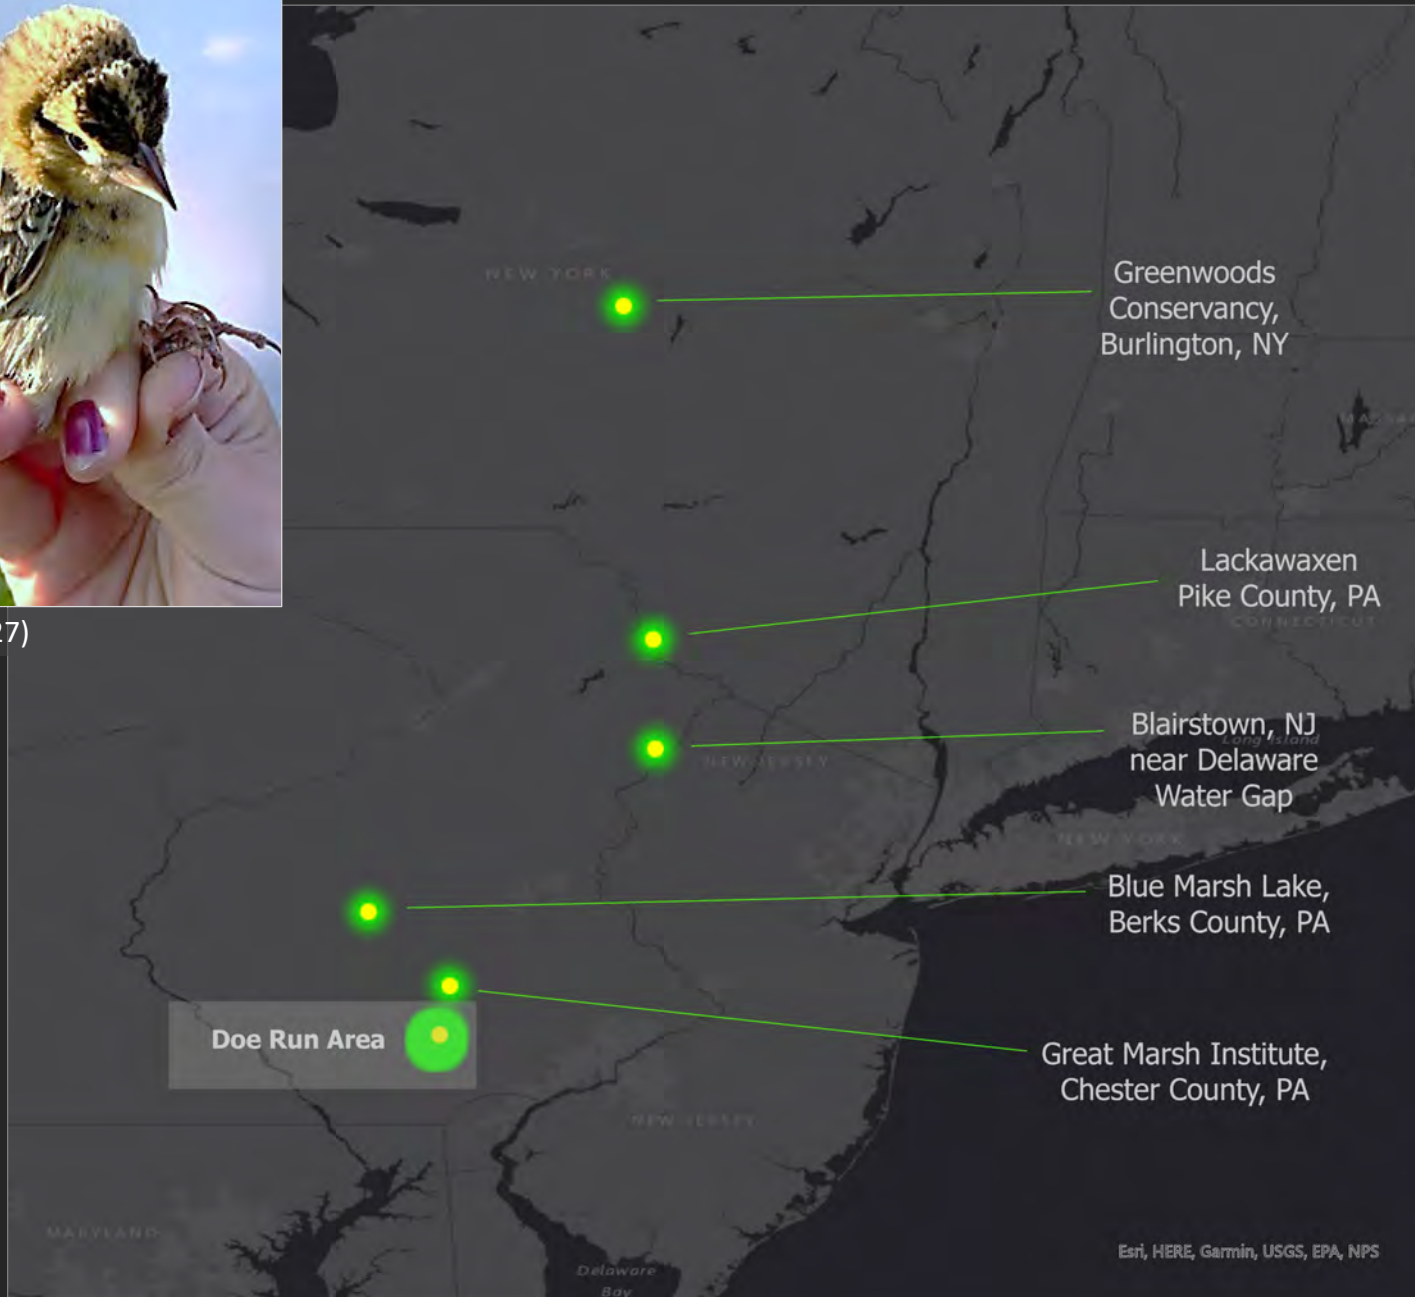 NEW YORK
Greenwoods
Conservancy,
Burlington, NY
Lackawaxen
Pike County, PA
CONNECTICUT
27)
Blairstown, NJ
near Delaware
Water Gap
Long Island
NEW JERSEY
NEW YORK
Blue Marsh Lake,
Berks County, PA
Doe Run Area
Great Marsh Institute,
Chester County, PA
NEW JERSEY
MARYLAND
Esri, HERE, Garmin, USGS, EPA, NPS
Delaware
Bay